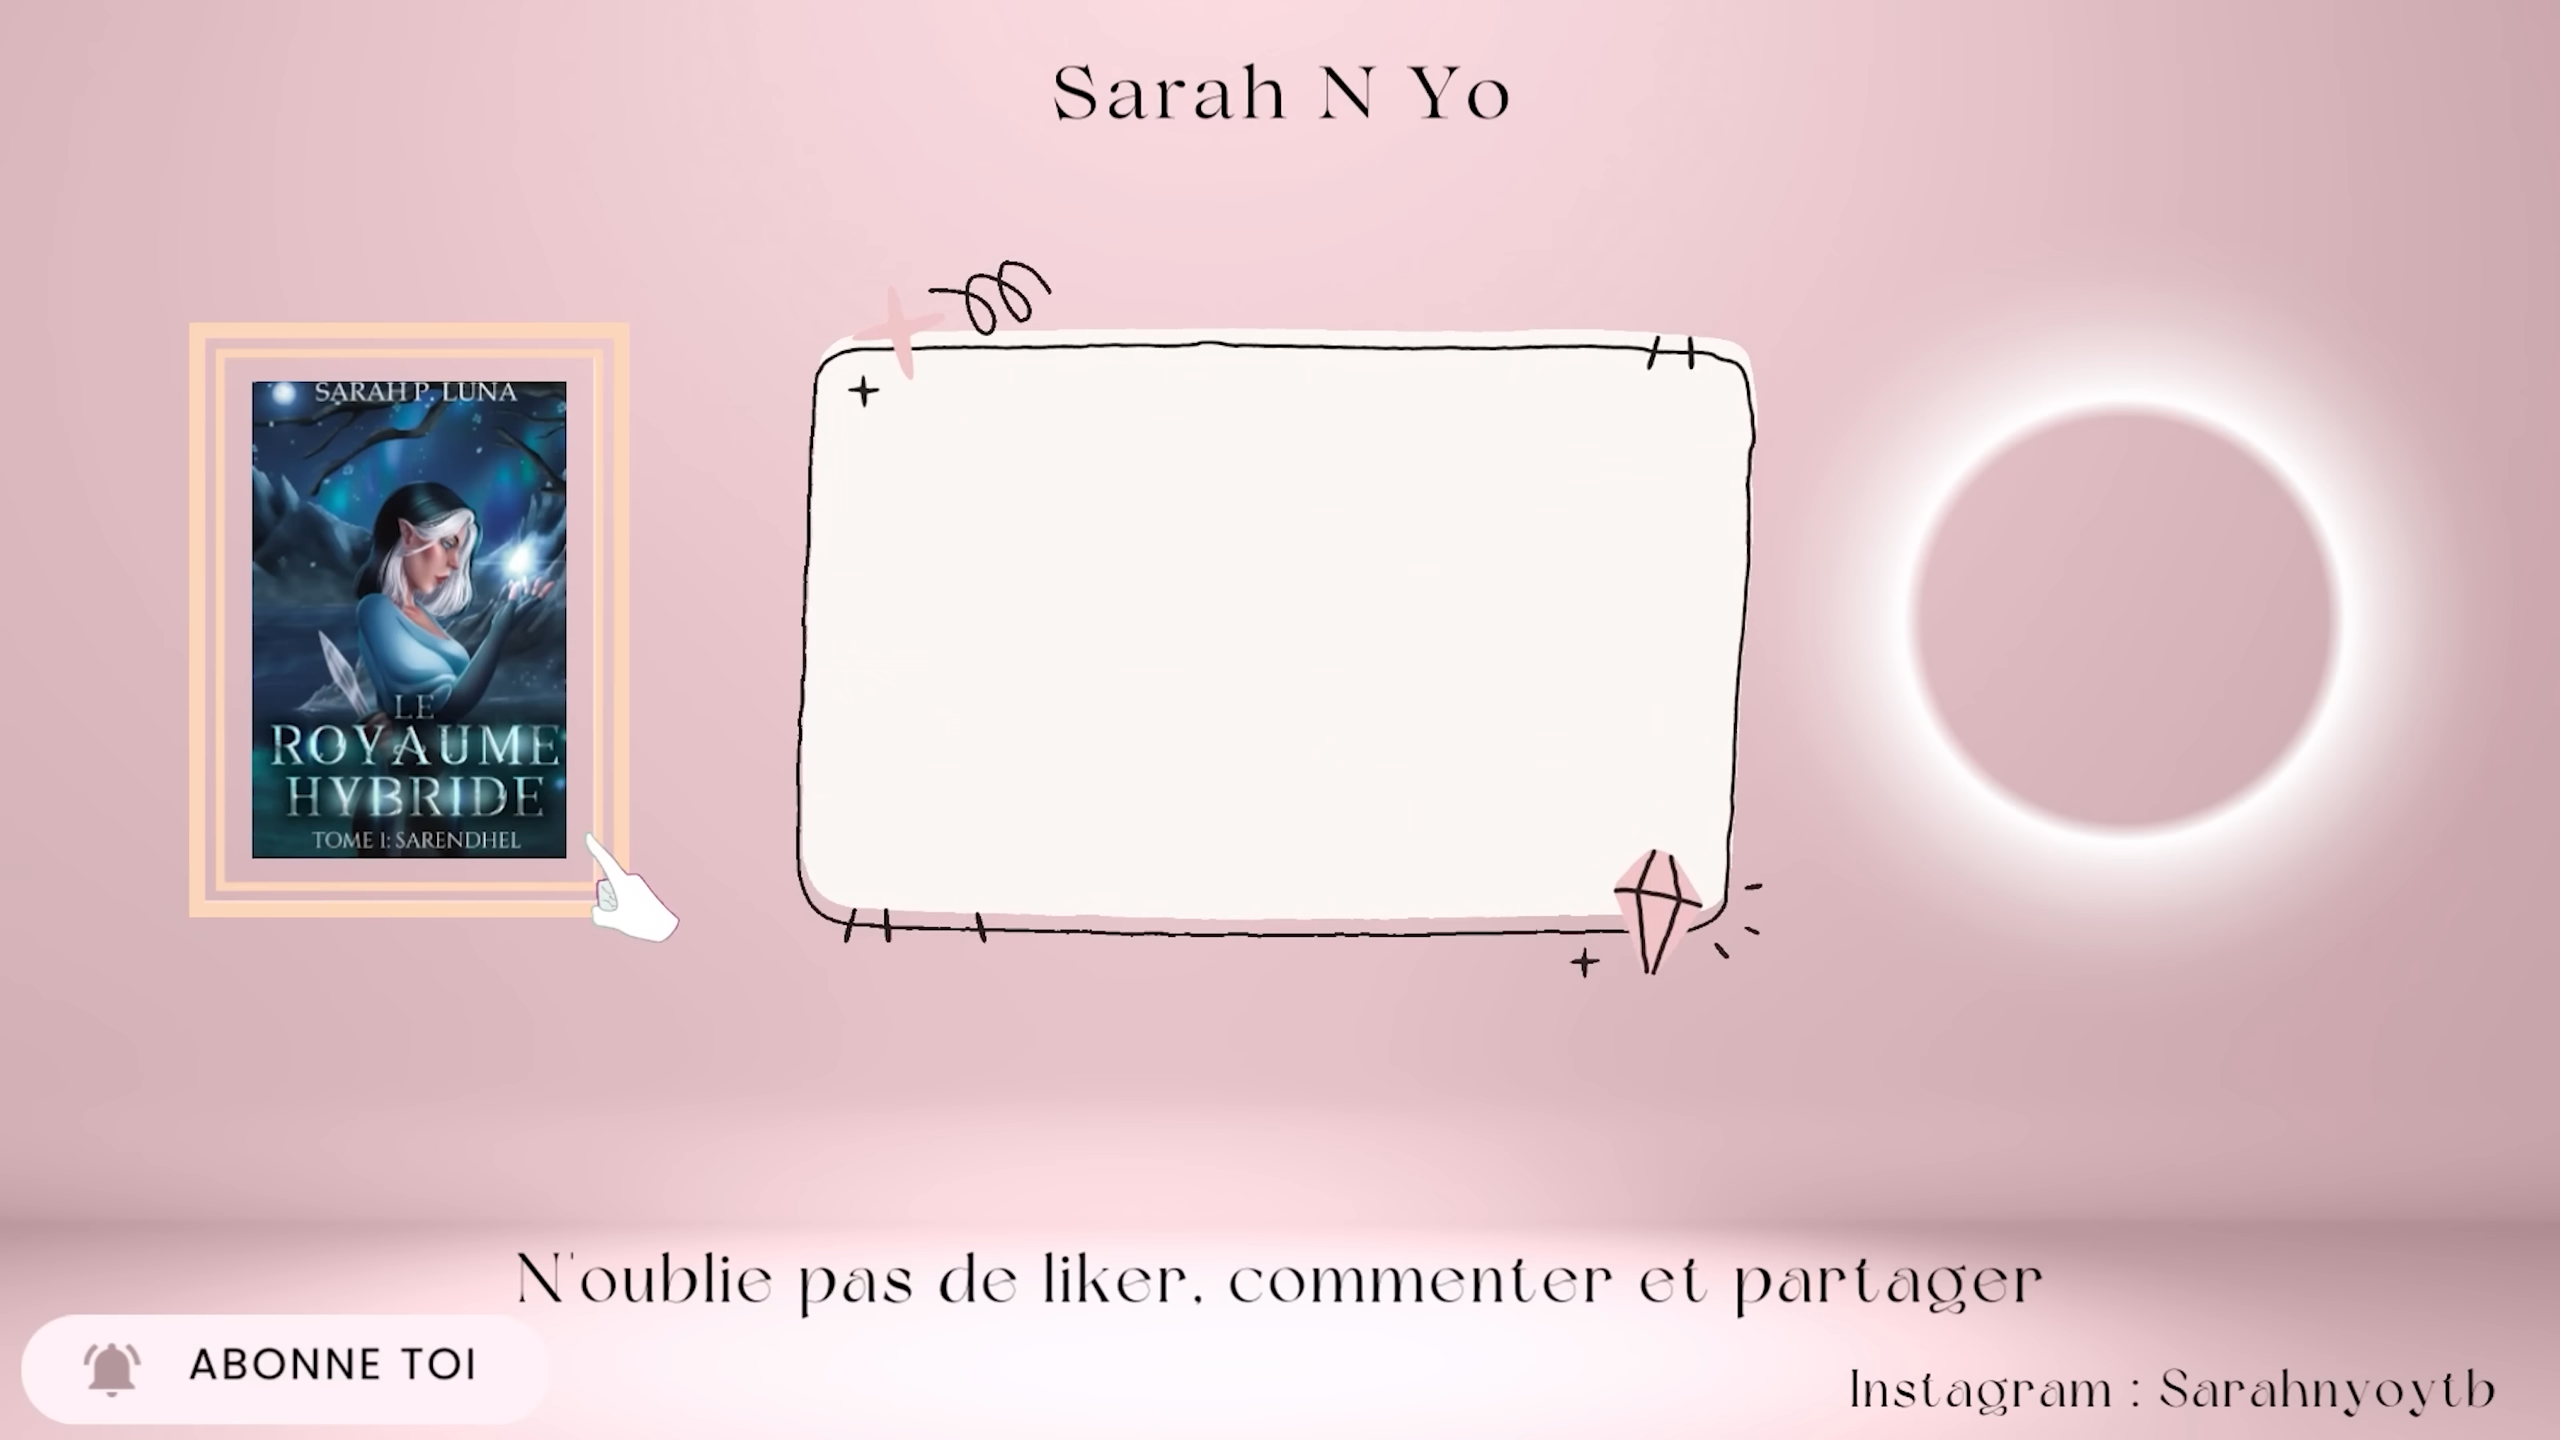 Sarah N Yo
SARAH P. LUNA
LE
ROYAUME
HYBRIDE
TOME 1: SARENDHEL
N'oublie pas de liker, commenter et partager
ABONNE TOI
Instagram : Sarahnyoytb